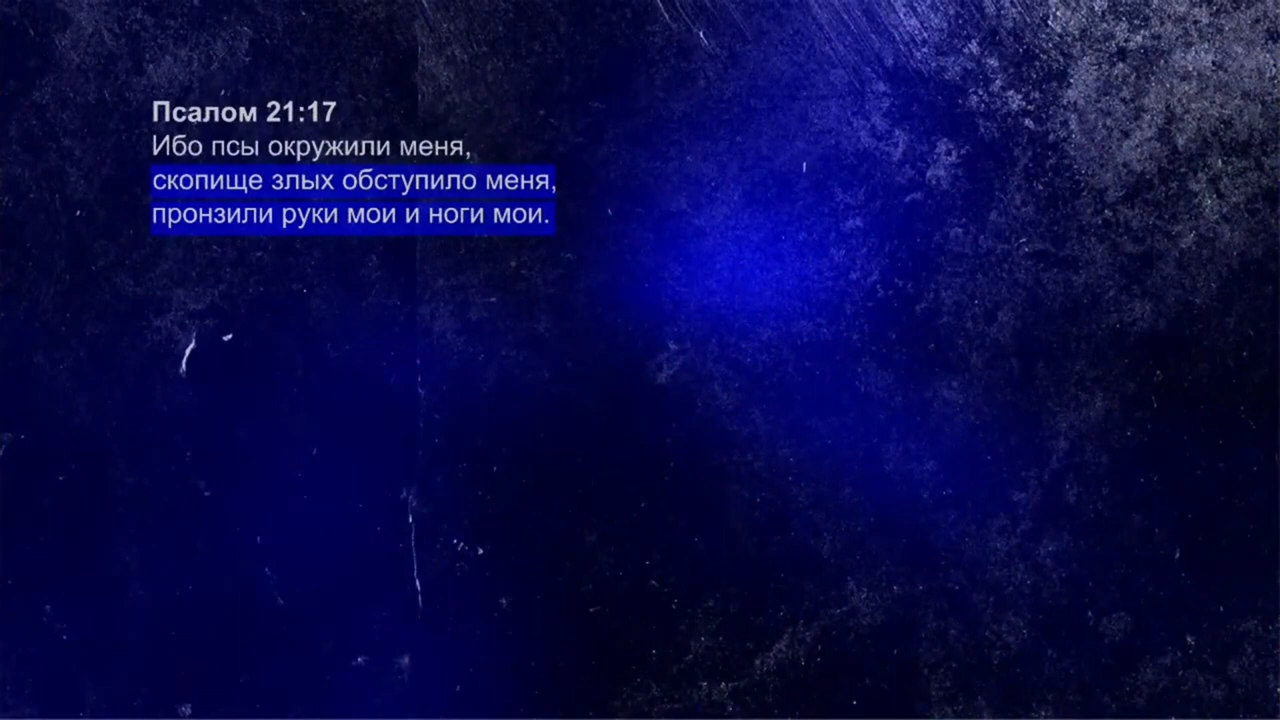 Псалом 21:17
Ибо псы окружили меня,
скопище злых обступило меня,
пронзили руки мои и ноги мои.